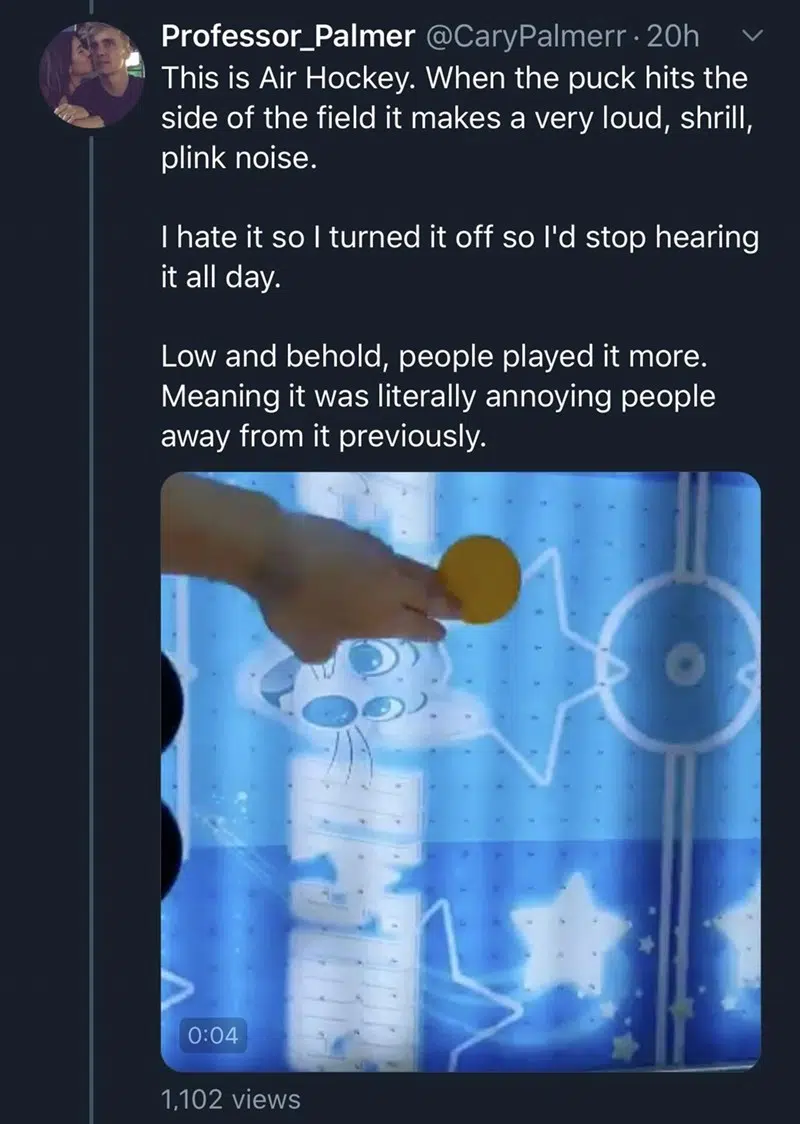 Professor_Palmer @CaryPalmerr · 20h
This is Air Hockey. When the puck hits the
side of the field it makes a very loud, shrill,
plink noise.
I hate it so I turned it off so I'd stop hearing
it all day.
Low and behold, people played it more.
Meaning it was literally annoying people
away from it previously.
0:04
1,102 views